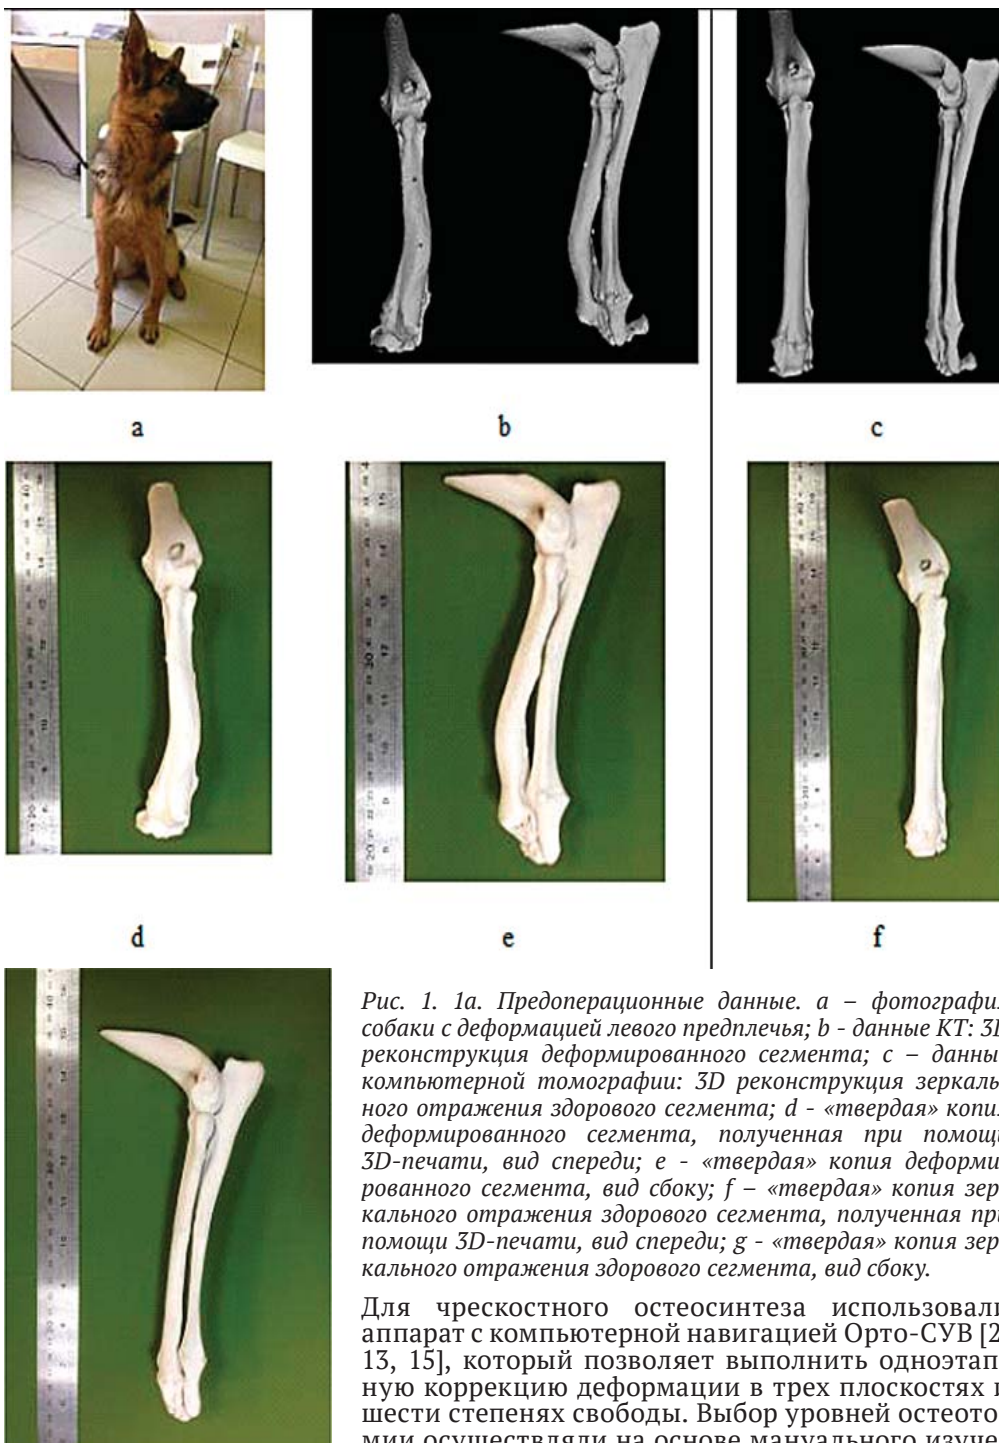 a
b
c
d
e
f
Рис. 1. 1а. Предоперационные данные. a – фотография
собаки с деформацией левого предплечья; b - данные КТ: 3D
реконструкция деформированного сегмента; c – данные
компьютерной томографии: 3D реконструкция зеркаль-
ного отражения здорового сегмента; d - «твердая» копия
деформированного сегмента, полученная при помощи
3D-печати, вид спереди; e - «твердая» копия деформи-
рованного сегмента, вид сбоку; f – «твердая» копия зер-
кального отражения здорового сегмента, полученная при
помощи 3D-печати, вид спереди; g - «твердая» копия зер-
кального отражения здорового сегмента, вид сбоку.
Для чрескостного остеосинтеза использовали
аппарат с компьютерной навигацией Орто-СУВ [2,
13, 15], который позволяет выполнить одноэтап-
ную коррекцию деформации в трех плоскостях и
шести степенях свободы. Выбор уровней остеото-
мии осуществляли на основе мануального изуче-